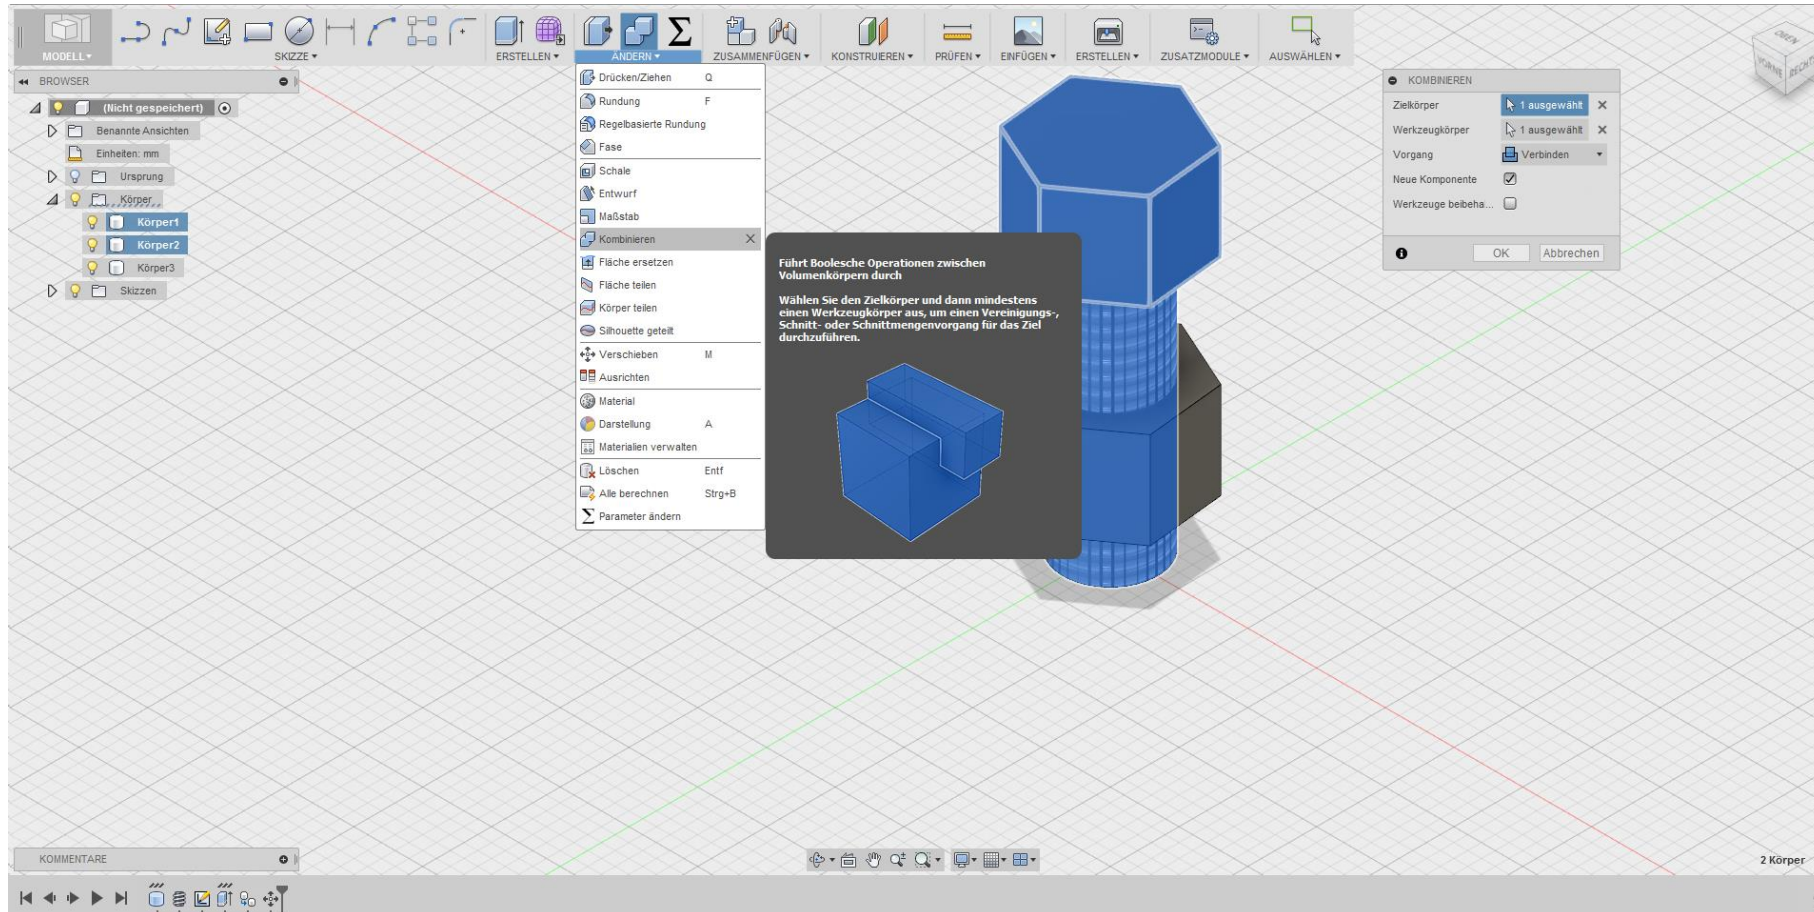 MODELL
SKIZZE
ERSTELLEN
ÄNDERN
ZUSAMMENFÜGEN
KONSTRUIEREN
PRÜFEN
EINFÜGEN
ERSTELLEN
ZUSATZMODULE
AUSWÄHLEN
OBEN
VORNE
RECHTS
BROWSER
(Nicht gespeichert)
Benannte Ansichten
Einheiten: mm
Ursprung
Körper
Körper1
Körper2
Körper3
Skizzen
Drücken/Ziehen Q
Rundung F
Regelbasierte Rundung
Fase
Schale
Entwurf
Maßstab
Kombinieren
Fläche ersetzen
Fläche teilen
Körper teilen
Silhouette geteilt
Verschieben M
Ausrichten
Material
Darstellung A
Materialien verwalten
Löschen Entf
Alle berechnen Strg+B
Parameter ändern
Führt Boolesche Operationen zwischen
Volumenkörpern durch
Wählen Sie den Zielkörper und dann mindestens
einen Werkzeugkörper aus, um einen Vereinigungs-,
Schnitt- oder Schnittmengenvorgang für das Ziel
durchzuführen.
KOMBINIEREN
Zielkörper 1 ausgewählt
Werkzeugkörper 1 ausgewählt
Vorgang Verbinden
Neue Komponente
Werkzeuge beibeha...
OK Abbrechen
KOMMENTARE
2 Körper